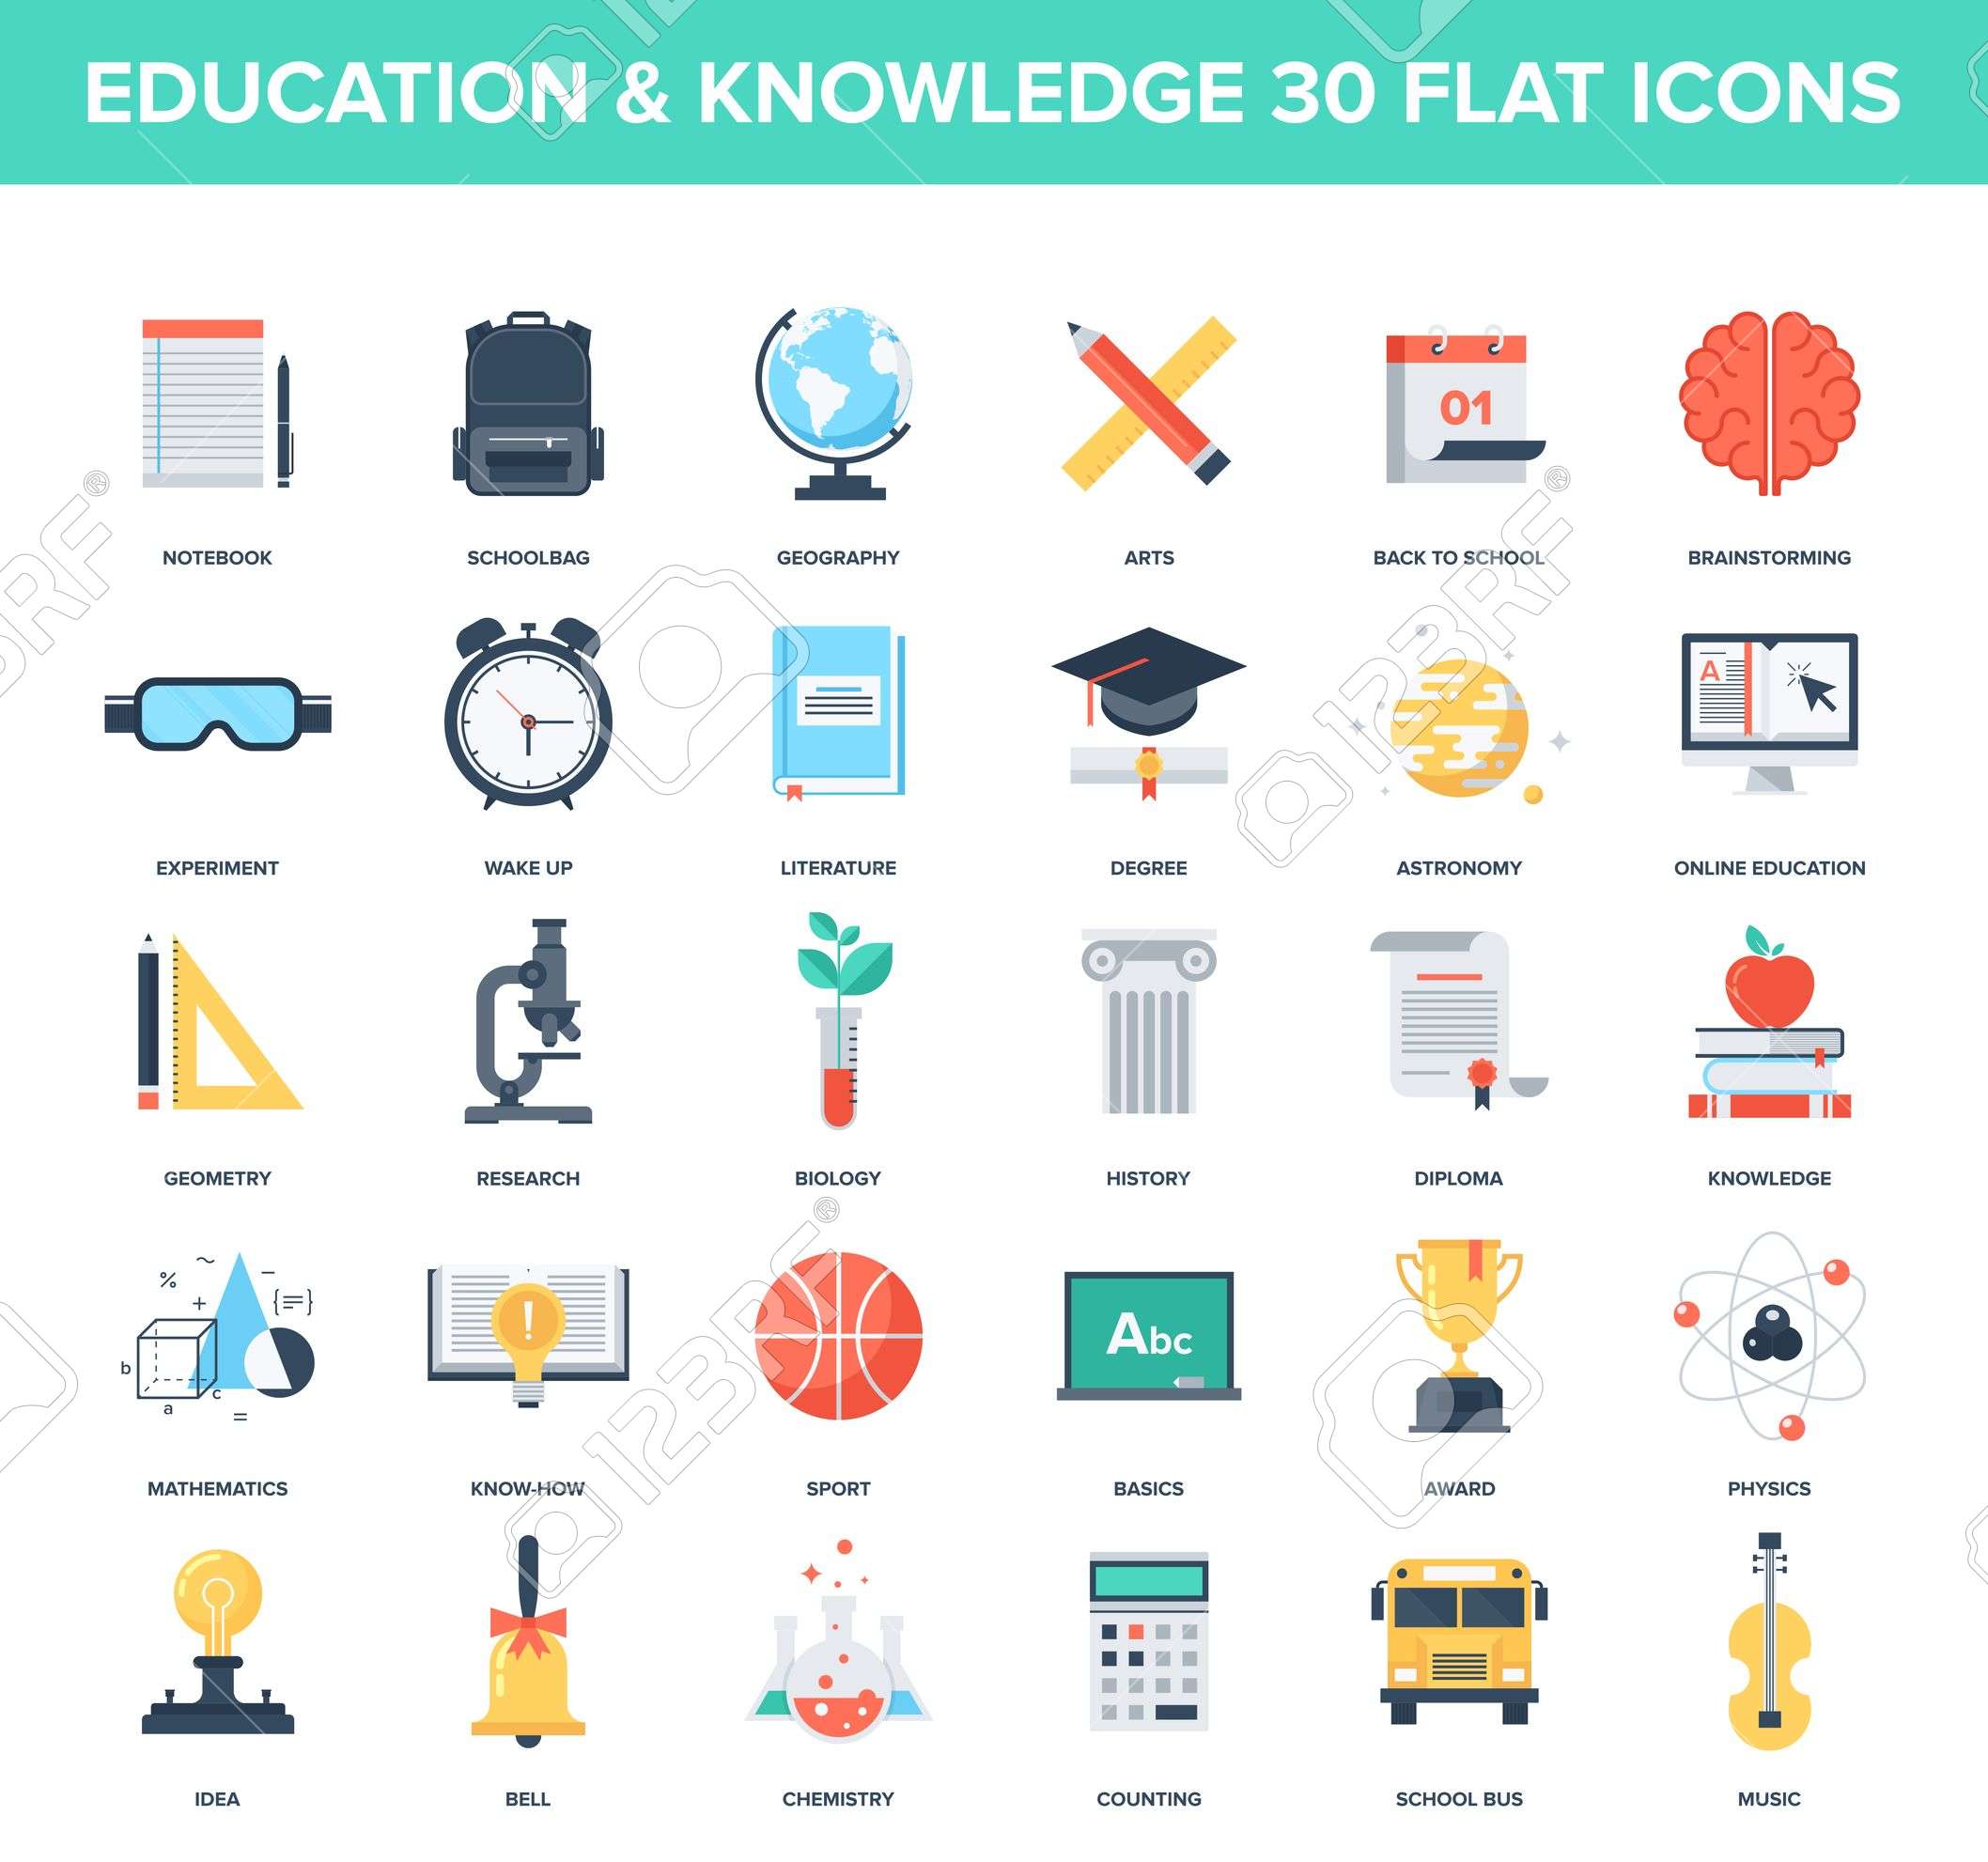 EDUCATION & KNOWLEDGE 30 FLAT ICONS
01
NOTEBOOK SCHOOLBAG GEOGRAPHY ARTS BACK TO SCHOOL BRAINSTORMING
A
EXPERIMENT WAKE UP LITERATURE DEGREE ASTRONOMY ONLINE EDUCATION
GEOMETRY RESEARCH BIOLOGY HISTORY DIPLOMA KNOWLEDGE
~
% −
+ {=}
b
c
a
=
!
Abc
MATHEMATICS KNOW-HOW SPORT BASICS AWARD PHYSICS
IDEA BELL CHEMISTRY COUNTING SCHOOL BUS MUSIC
123RF®
123RF®